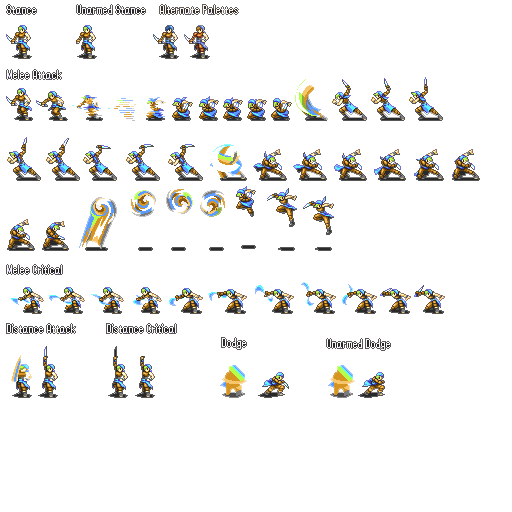 Stance
Unarmed Stance
Alternate Palettes
Melee Attack
Melee Critical
Distance Attack
Distance Critical
Dodge
Unarmed Dodge